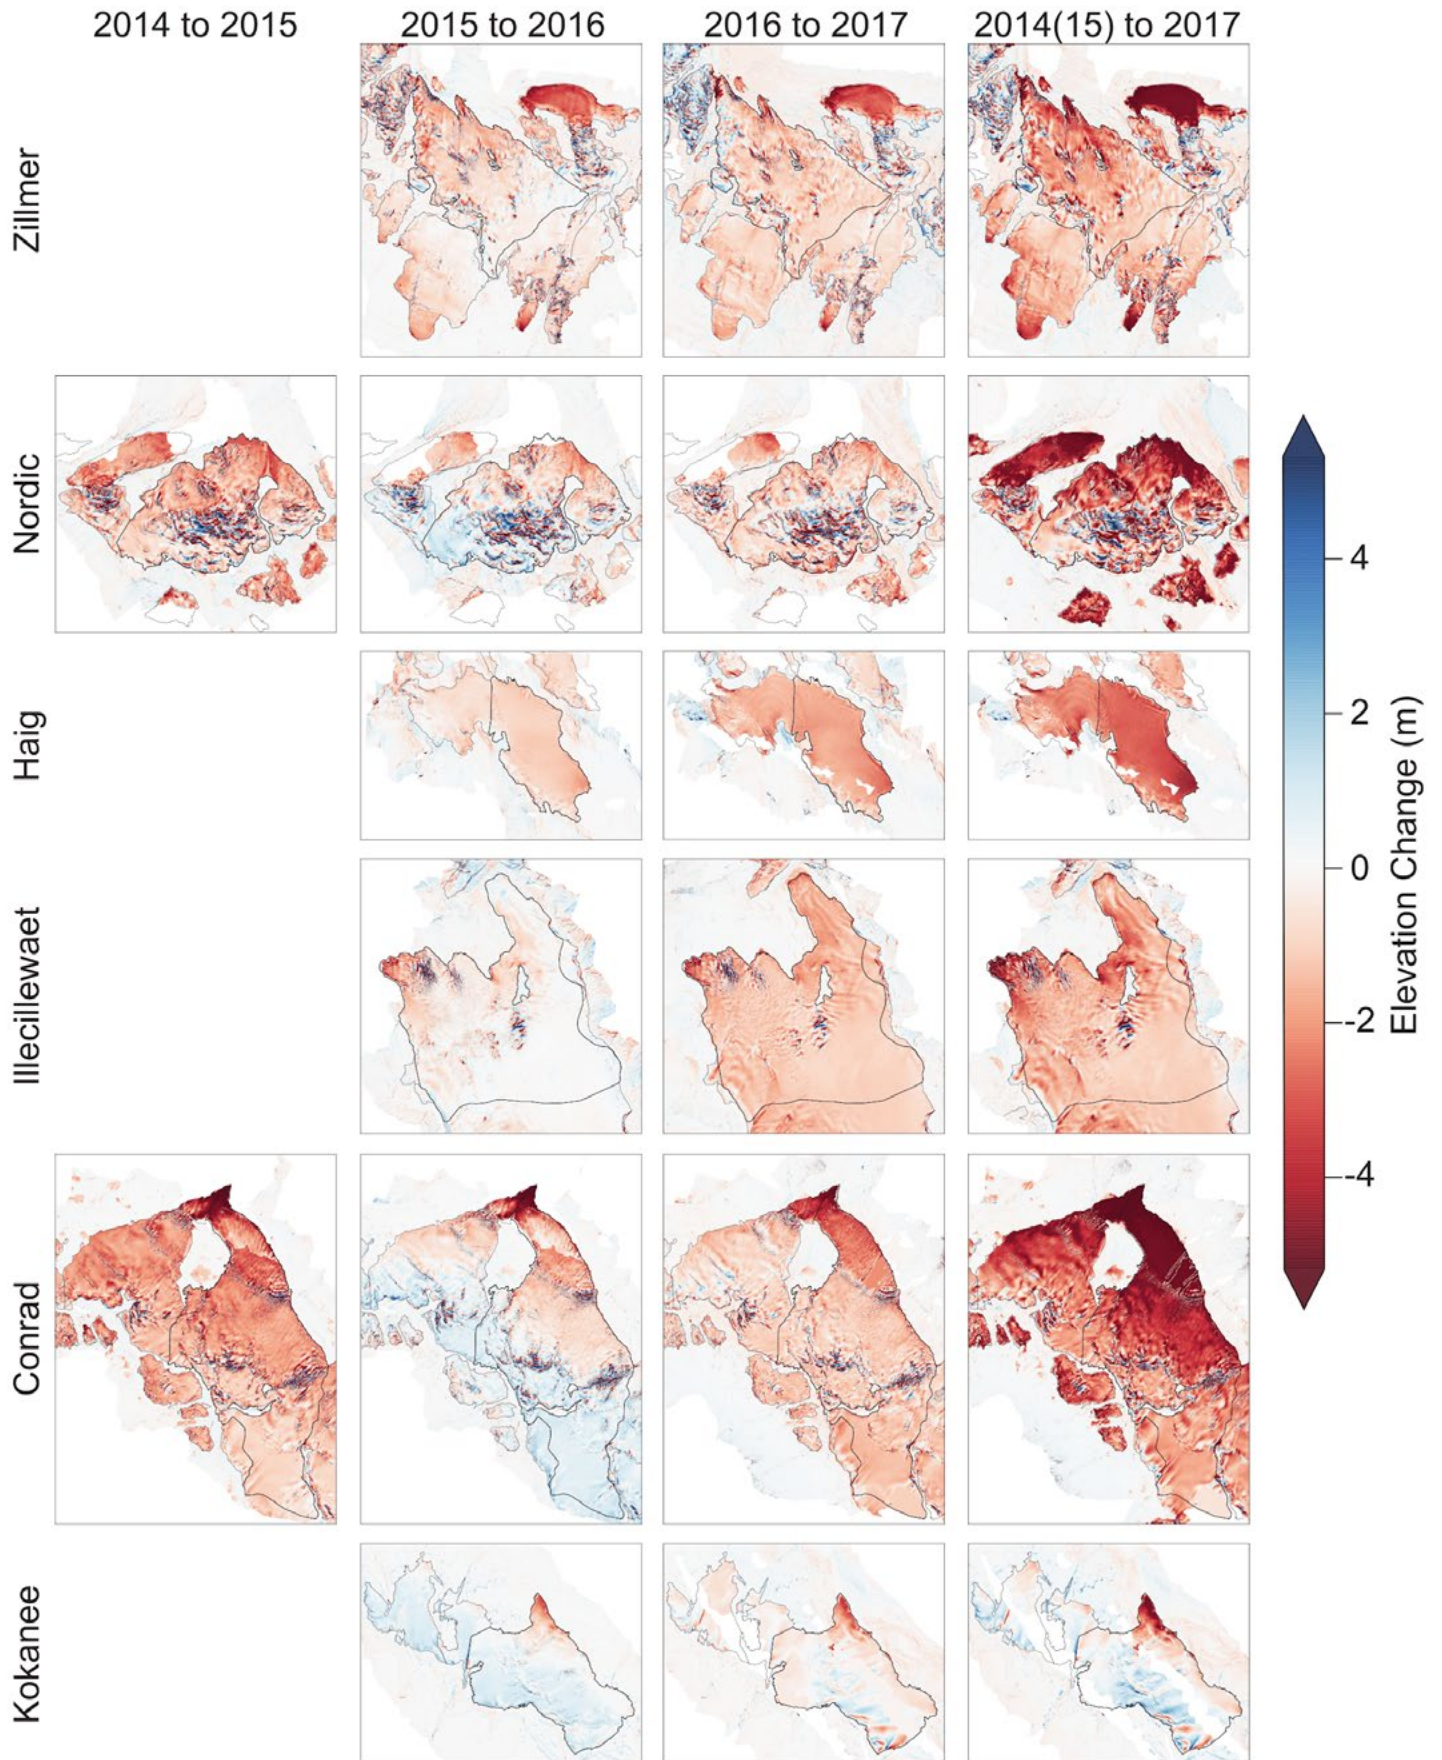 2014 to 2015
2015 to 2016
2016 to 2017
2014(15) to 2017
Zillmer
Nordic
Haig
Illecillewaet
Conrad
Kokanee
4
2
0
-2
-4
Elevation Change (m)